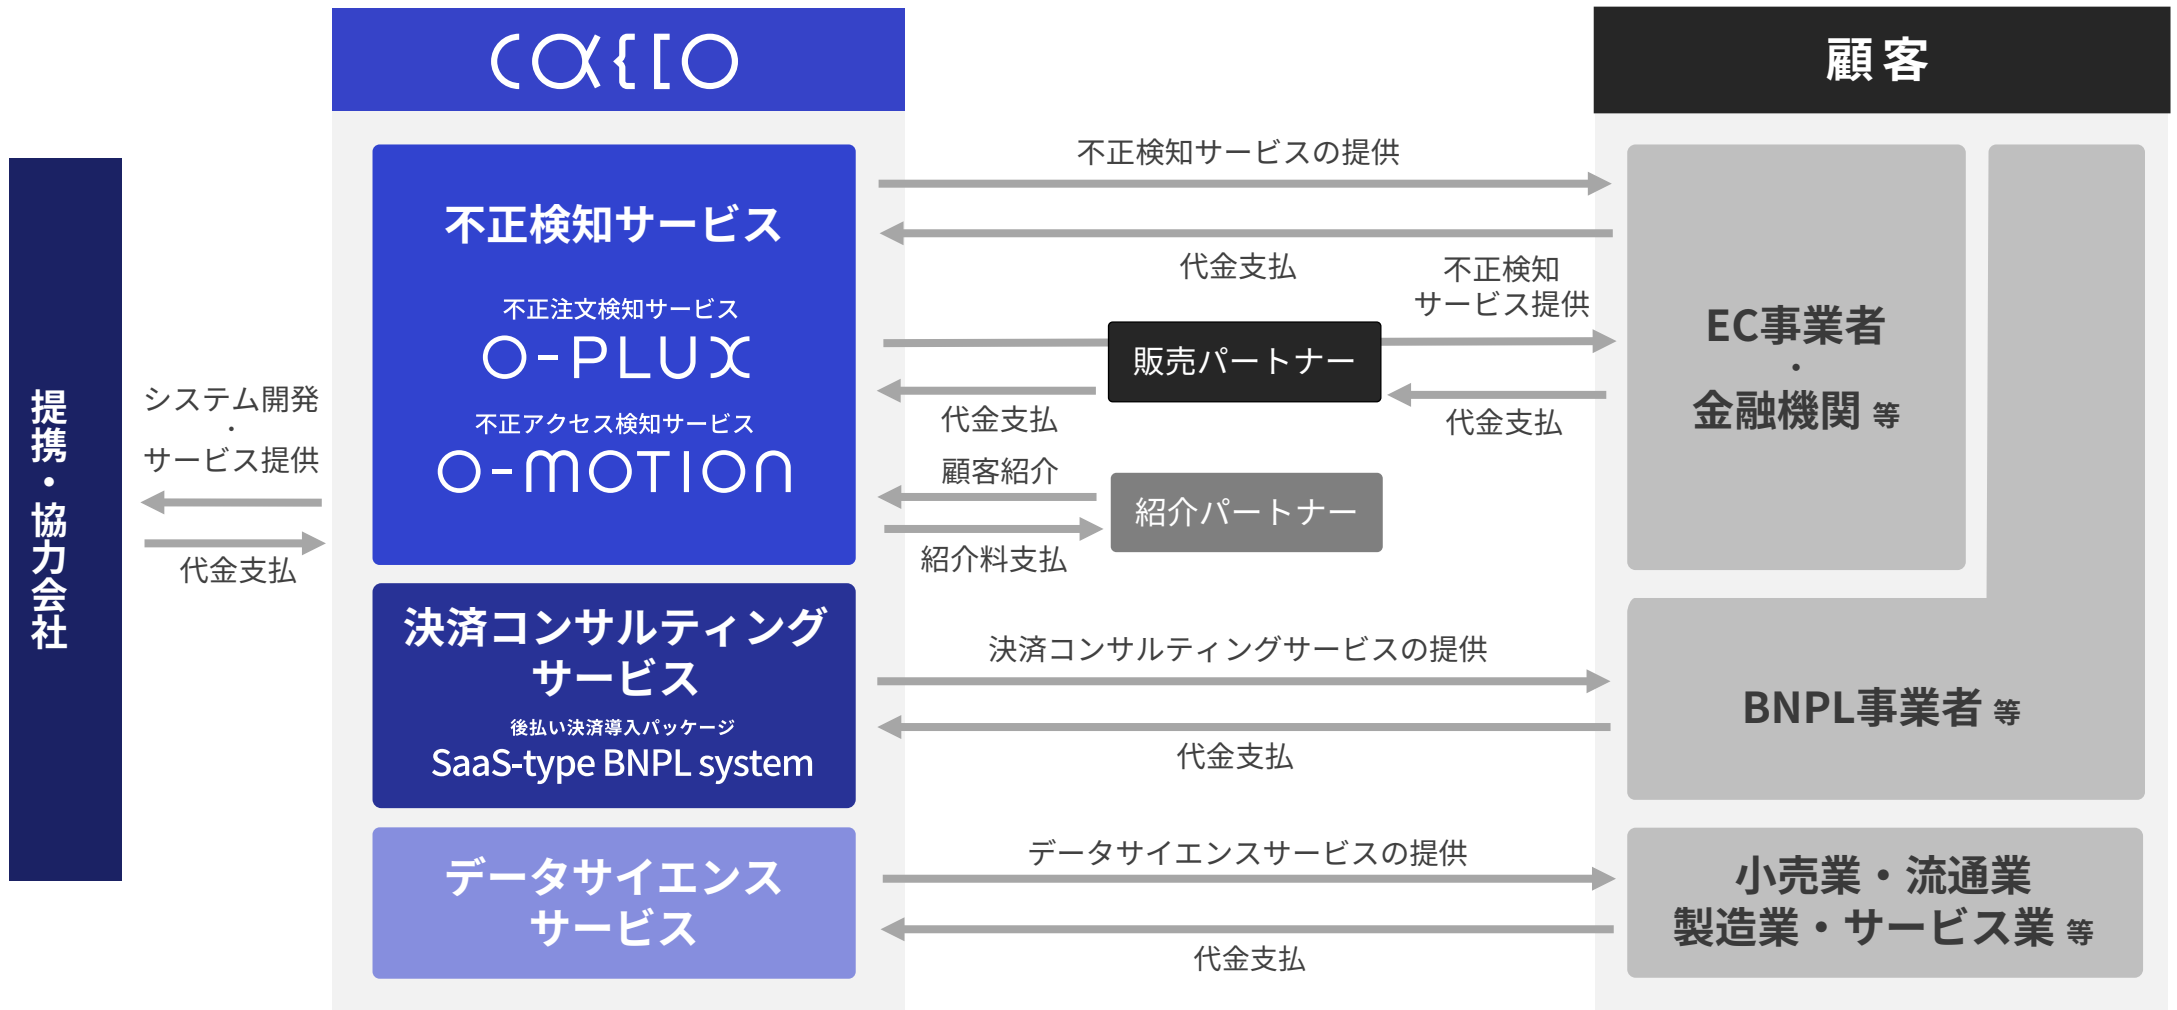 提携・協力会社
システム開発
・
サービス提供
代金支払
cacco
不正検知サービス
不正注文検知サービス
O-PLUX
不正アクセス検知サービス
O-MOTION
決済コンサルティング
サービス
後払い決済導入パッケージ
SaaS-type BNPL system
データサイエンス
サービス
不正検知サービスの提供
代金支払
不正検知
サービス提供
販売パートナー
代金支払
代金支払
顧客紹介
紹介パートナー
紹介料支払
決済コンサルティングサービスの提供
代金支払
データサイエンスサービスの提供
代金支払
顧客
EC事業者
・
金融機関 等
BNPL事業者 等
小売業・流通業
製造業・サービス業 等